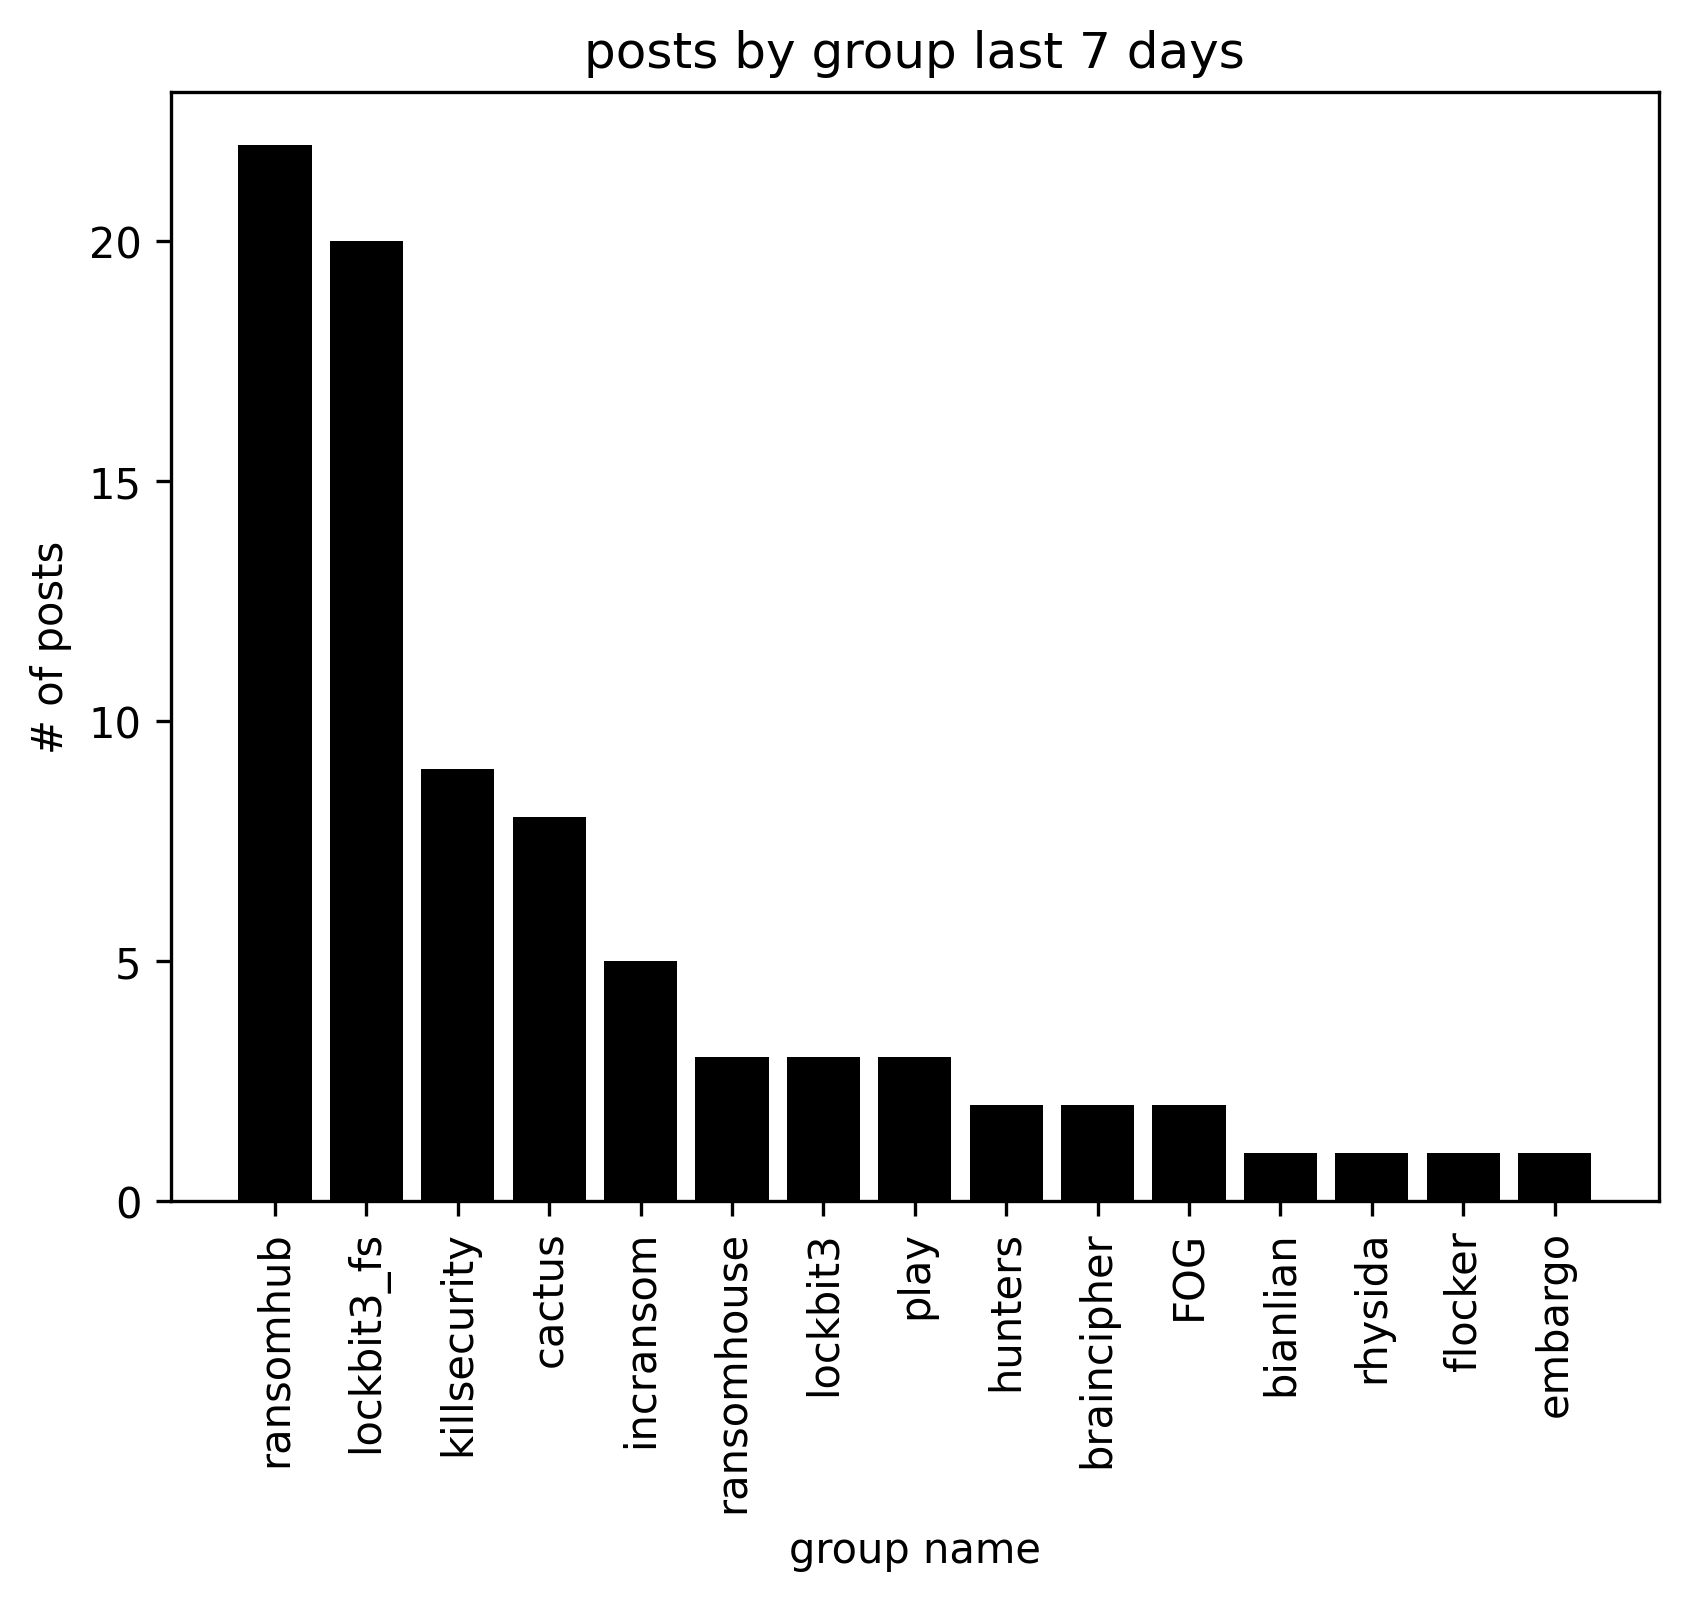 posts by group last 7 days
# of posts
20
15
10
5
0
ransomhub
lockbit3_fs
killsecurity
cactus
incransom
ransomhouse
lockbit3
play
hunters
braincipher
FOG
bianlian
rhysida
flocker
embargo
group name